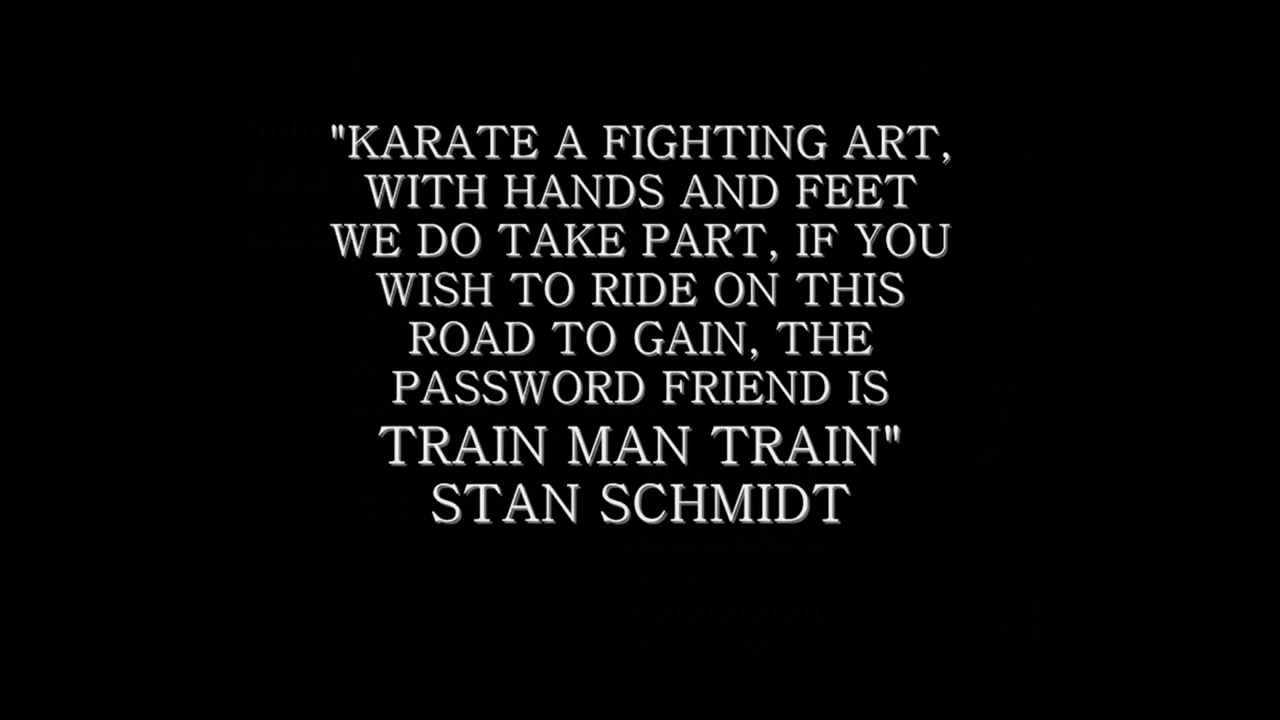 "KARATE A FIGHTING ART,
WITH HANDS AND FEET
WE DO TAKE PART, IF YOU
WISH TO RIDE ON THIS
ROAD TO GAIN, THE
PASSWORD FRIEND IS
TRAIN MAN TRAIN"
STAN SCHMIDT